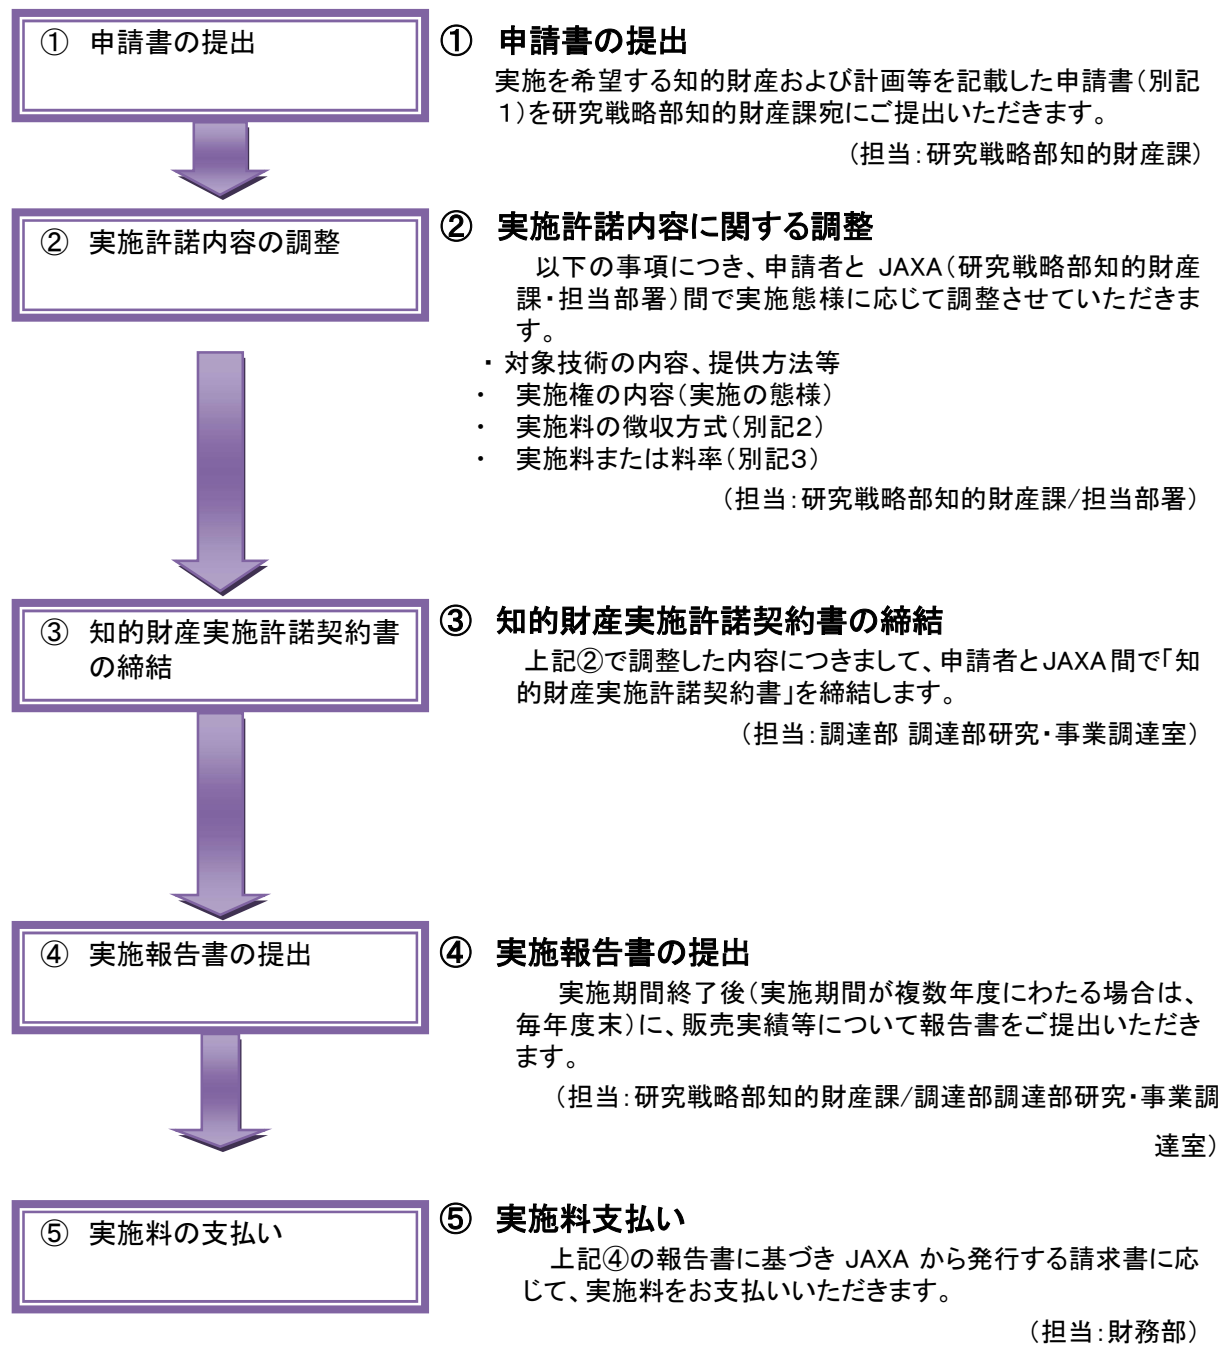 ① 申請書の提出
① 申請書の提出
実施を希望する知的財産および計画等を記載した申請書（別記
１）を研究戦略部知的財産課宛にご提出いただきます。
（担当：研究戦略部知的財産課）
② 実施許諾内容の調整
② 実施許諾内容に関する調整
以下の事項につき、申請者と JAXA（研究戦略部知的財産
課・担当部署）間で実施態様に応じて調整させていただきま
す。
・ 対象技術の内容、提供方法等
・ 実施権の内容（実施の態様）
・ 実施料の徴収方式（別記２）
・ 実施料または料率（別記３）
（担当：研究戦略部知的財産課/担当部署）
③ 知的財産実施許諾契約書
の締結
③ 知的財産実施許諾契約書の締結
上記②で調整した内容につきまして、申請者とJAXA間で「知
的財産実施許諾契約書」を締結します。
（担当：調達部 調達部研究・事業調達室）
④ 実施報告書の提出
④ 実施報告書の提出
実施期間終了後（実施期間が複数年度にわたる場合は、
毎年度末）に、販売実績等について報告書をご提出いただき
ます。
（担当：研究戦略部知的財産課/調達部調達部研究・事業調
達室）
⑤ 実施料の支払い
⑤ 実施料支払い
上記④の報告書に基づき JAXA から発行する請求書に応
じて、実施料をお支払いいただきます。
（担当：財務部）